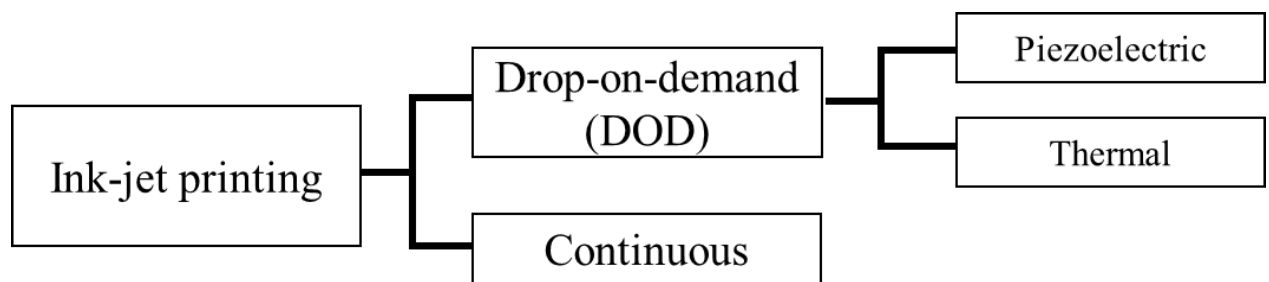 Ink-jet printing
Drop-on-demand
(DOD)
Continuous
Piezoelectric
Thermal